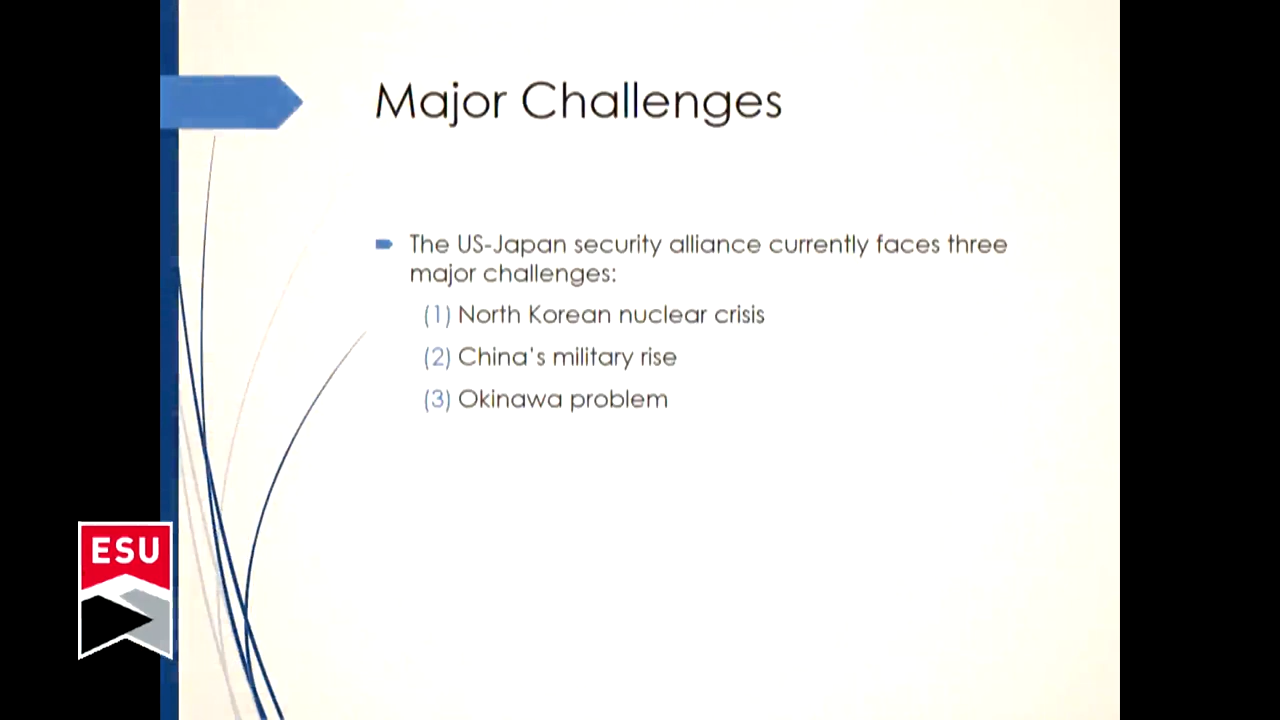 Major Challenges
The US-Japan security alliance currently faces three
major challenges:
(1) North Korean nuclear crisis
(2) China's military rise
(3) Okinawa problem
ESU